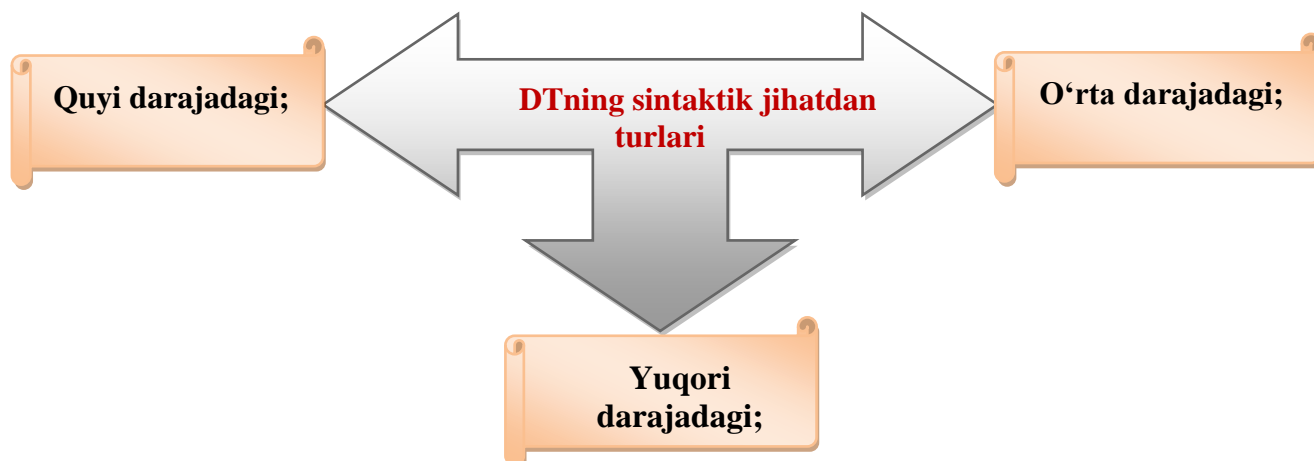 Quyi darajadagi;
DTning sintaktik jihatdan
turlari
O‘rta darajadagi;
Yuqori
darajadagi;